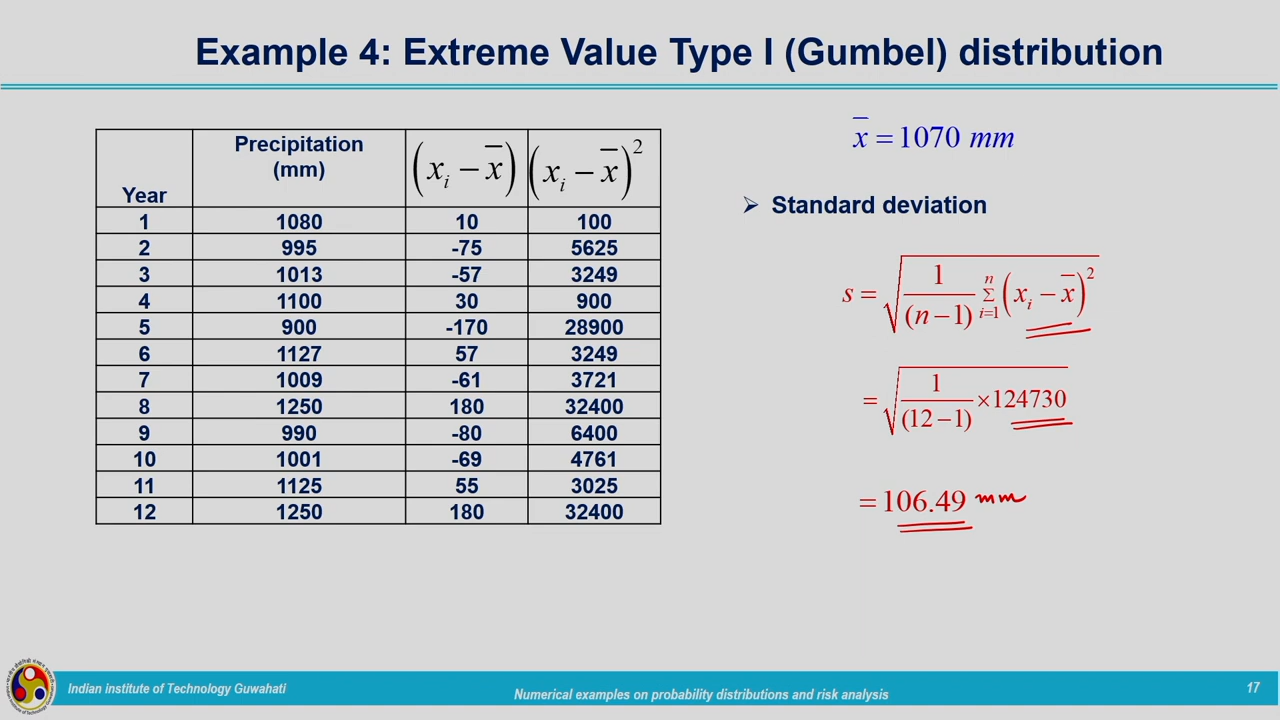 Example 4: Extreme Value Type I (Gumbel) distribution
Year | Precipitation (mm) | (xᵢ − x̅) | (xᵢ − x̅)²
1 | 1080 | 10 | 100
2 | 995 | -75 | 5625
3 | 1013 | -57 | 3249
4 | 1100 | 30 | 900
5 | 900 | -170 | 28900
6 | 1127 | 57 | 3249
7 | 1009 | -61 | 3721
8 | 1250 | 180 | 32400
9 | 990 | -80 | 6400
10 | 1001 | -69 | 4761
11 | 1125 | 55 | 3025
12 | 1250 | 180 | 32400
x̅ = 1070 mm
➢ Standard deviation
s = √(1/(n − 1) Σ_{i=1}^{n} (xᵢ − x̅)²)
= √(1/(12 − 1) × 124730)
= 106.49 mm
Indian institute of Technology Guwahati
Numerical examples on probability distributions and risk analysis
17